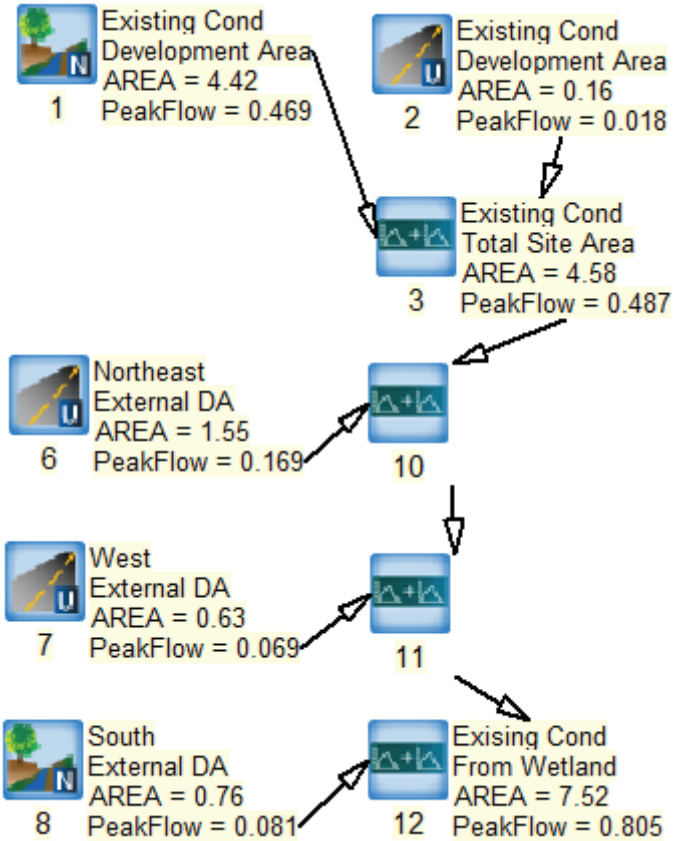 Existing Cond
Development Area
AREA = 4.42
PeakFlow = 0.469
N
1
Existing Cond
Development Area
AREA = 0.16
PeakFlow = 0.018
U
2
Existing Cond
Total Site Area
AREA = 4.58
PeakFlow = 0.487
3
Northeast
External DA
AREA = 1.55
PeakFlow = 0.169
U
6
10
West
External DA
AREA = 0.63
PeakFlow = 0.069
U
7
11
South
External DA
AREA = 0.76
PeakFlow = 0.081
N
8
Exising Cond
From Wetland
AREA = 7.52
PeakFlow = 0.805
12